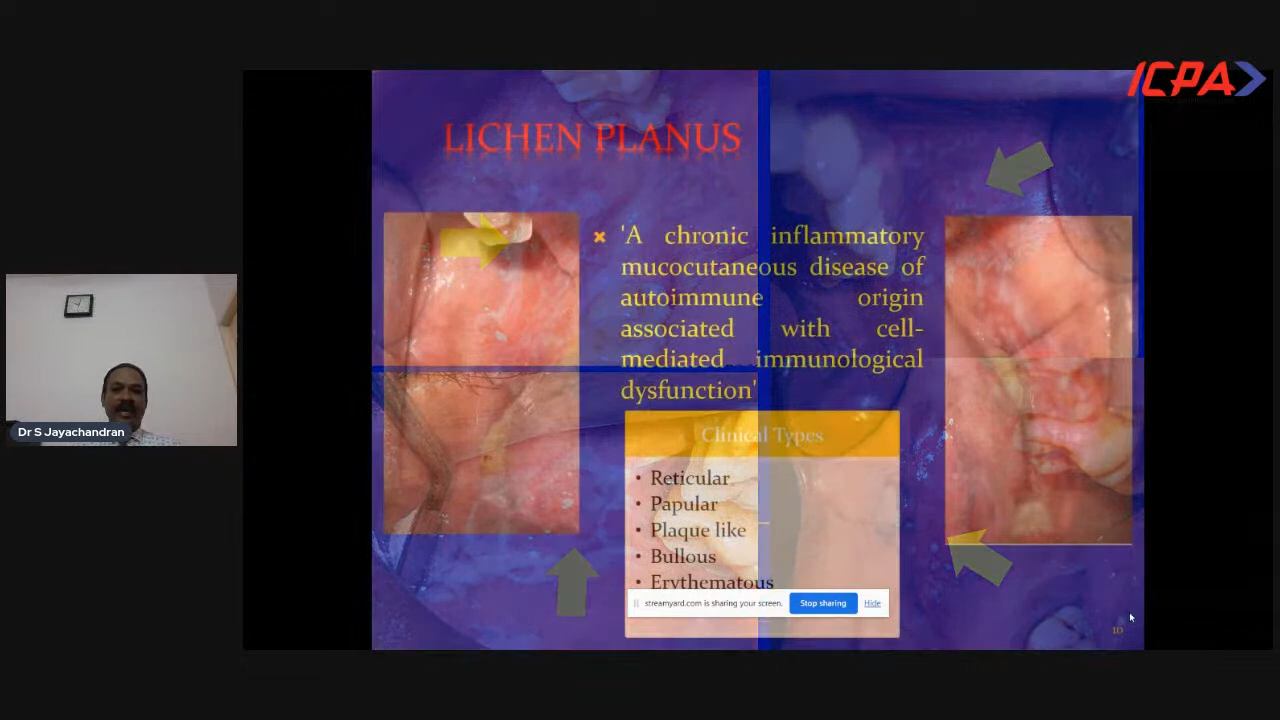 ICPA
LICHEN PLANUS
'A chronic inflammatory
mucocutaneous disease of
autoimmune origin
associated with cell-
mediated immunological
dysfunction'
Clinical Types
• Reticular
• Papular
• Plaque like
• Bullous
• Erythematous
streamyard.com is sharing your screen.
Stop sharing
Hide
10
Dr S Jayachandran